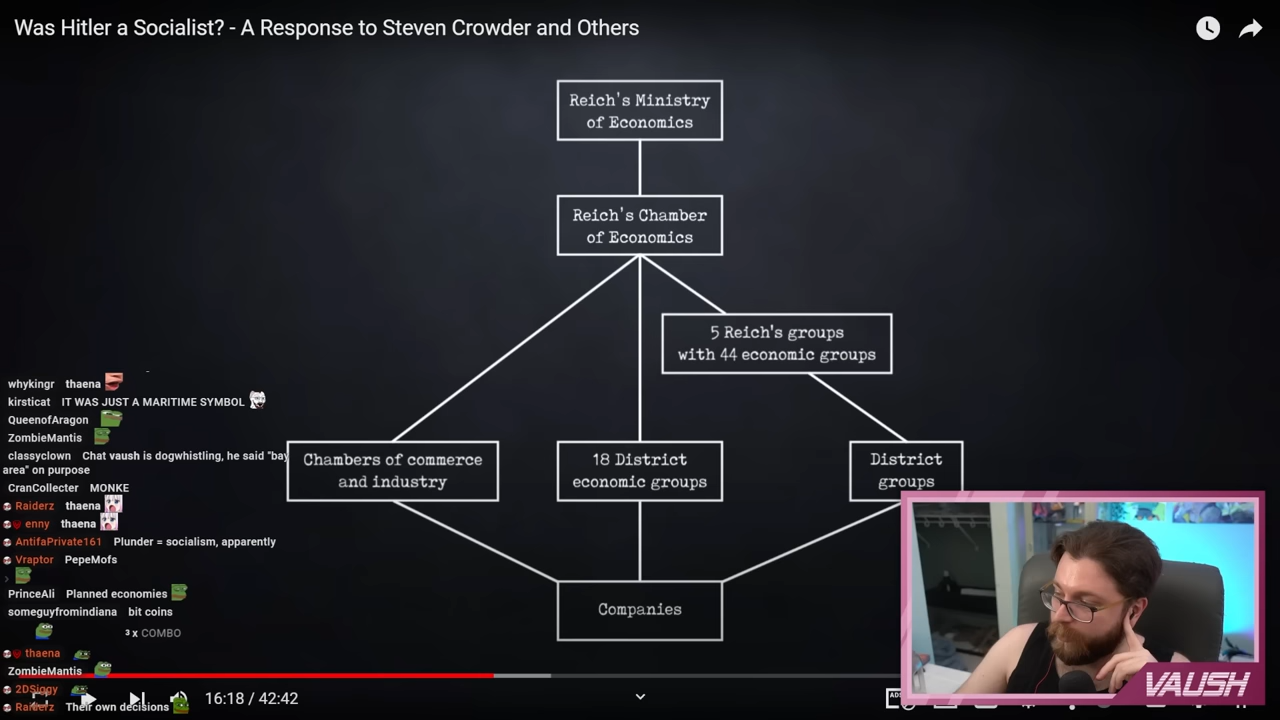 Was Hitler a Socialist? - A Response to Steven Crowder and Others
Reich's Ministry
of Economics
Reich's Chamber
of Economics
5 Reich's groups
with 44 economic groups
Chambers of commerce
and industry
18 District
economic groups
District
groups
Companies
whykingr thaena
kirsticat IT WAS JUST A MARITIME SYMBOL
QueenofAragon
ZombieMantis
classyclown Chat vaush is dogwhistling, he said "bay
area" on purpose
CranCollecter MONKE
Raiderz thaena
enny thaena
AntifaPrivate161 Plunder = socialism, apparently
Vraptor PepeMofs
PrinceAli Planned economies
someguyfromindiana bit coins
3 x COMBO
thaena
ZombieMantis
Raiderz Their own decisions
16:18 / 42:42
VAUSH